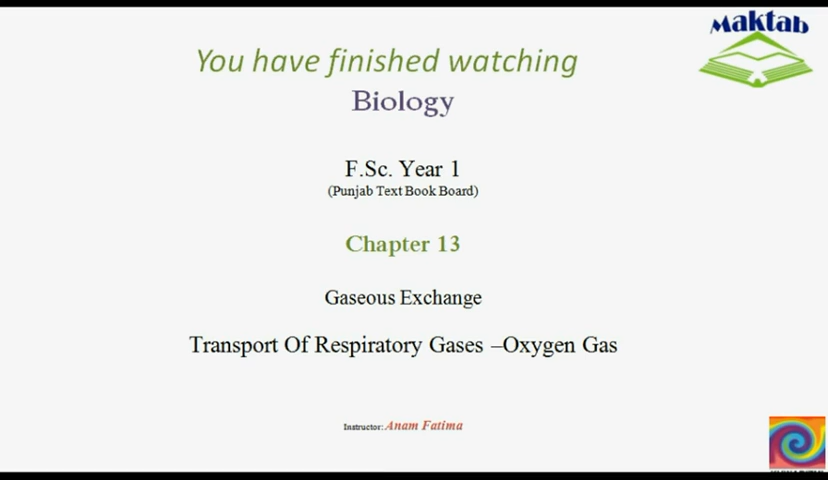 Maktab
You have finished watching
Biology
F.Sc. Year 1
(Punjab Text Book Board)
Chapter 13
Gaseous Exchange
Transport Of Respiratory Gases –Oxygen Gas
Instructor: Anam Fatima